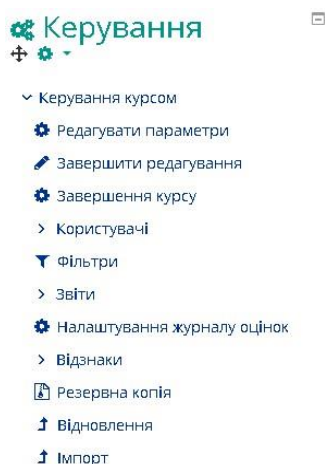 Керування
Керування курсом
Редагувати параметри
Завершити редагування
Завершення курсу
Користувачі
Фільтри
Звіти
Налаштування журналу оцінок
Відзнаки
Резервна копія
Відновлення
Імпорт